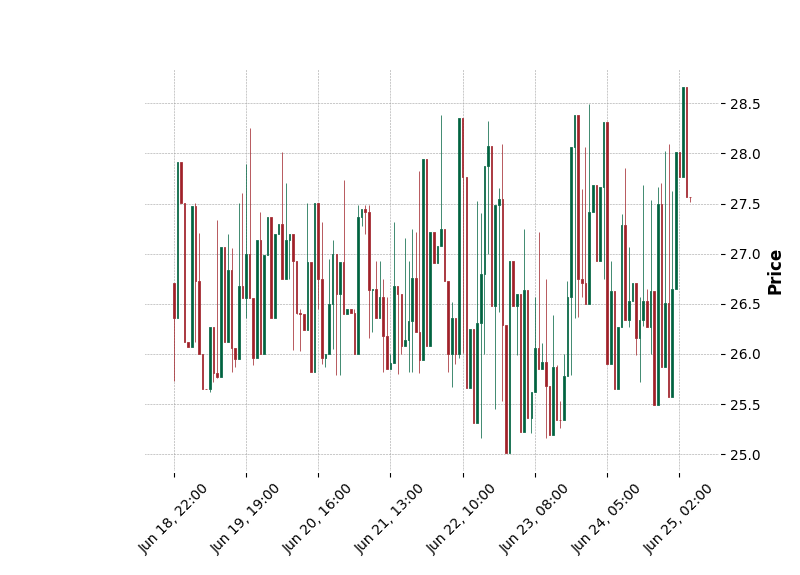 28.5
28.0
27.5
27.0
26.5
26.0
25.5
25.0
Price
Jun 18, 22:00
Jun 19, 19:00
Jun 20, 16:00
Jun 21, 13:00
Jun 22, 10:00
Jun 23, 08:00
Jun 24, 05:00
Jun 25, 02:00